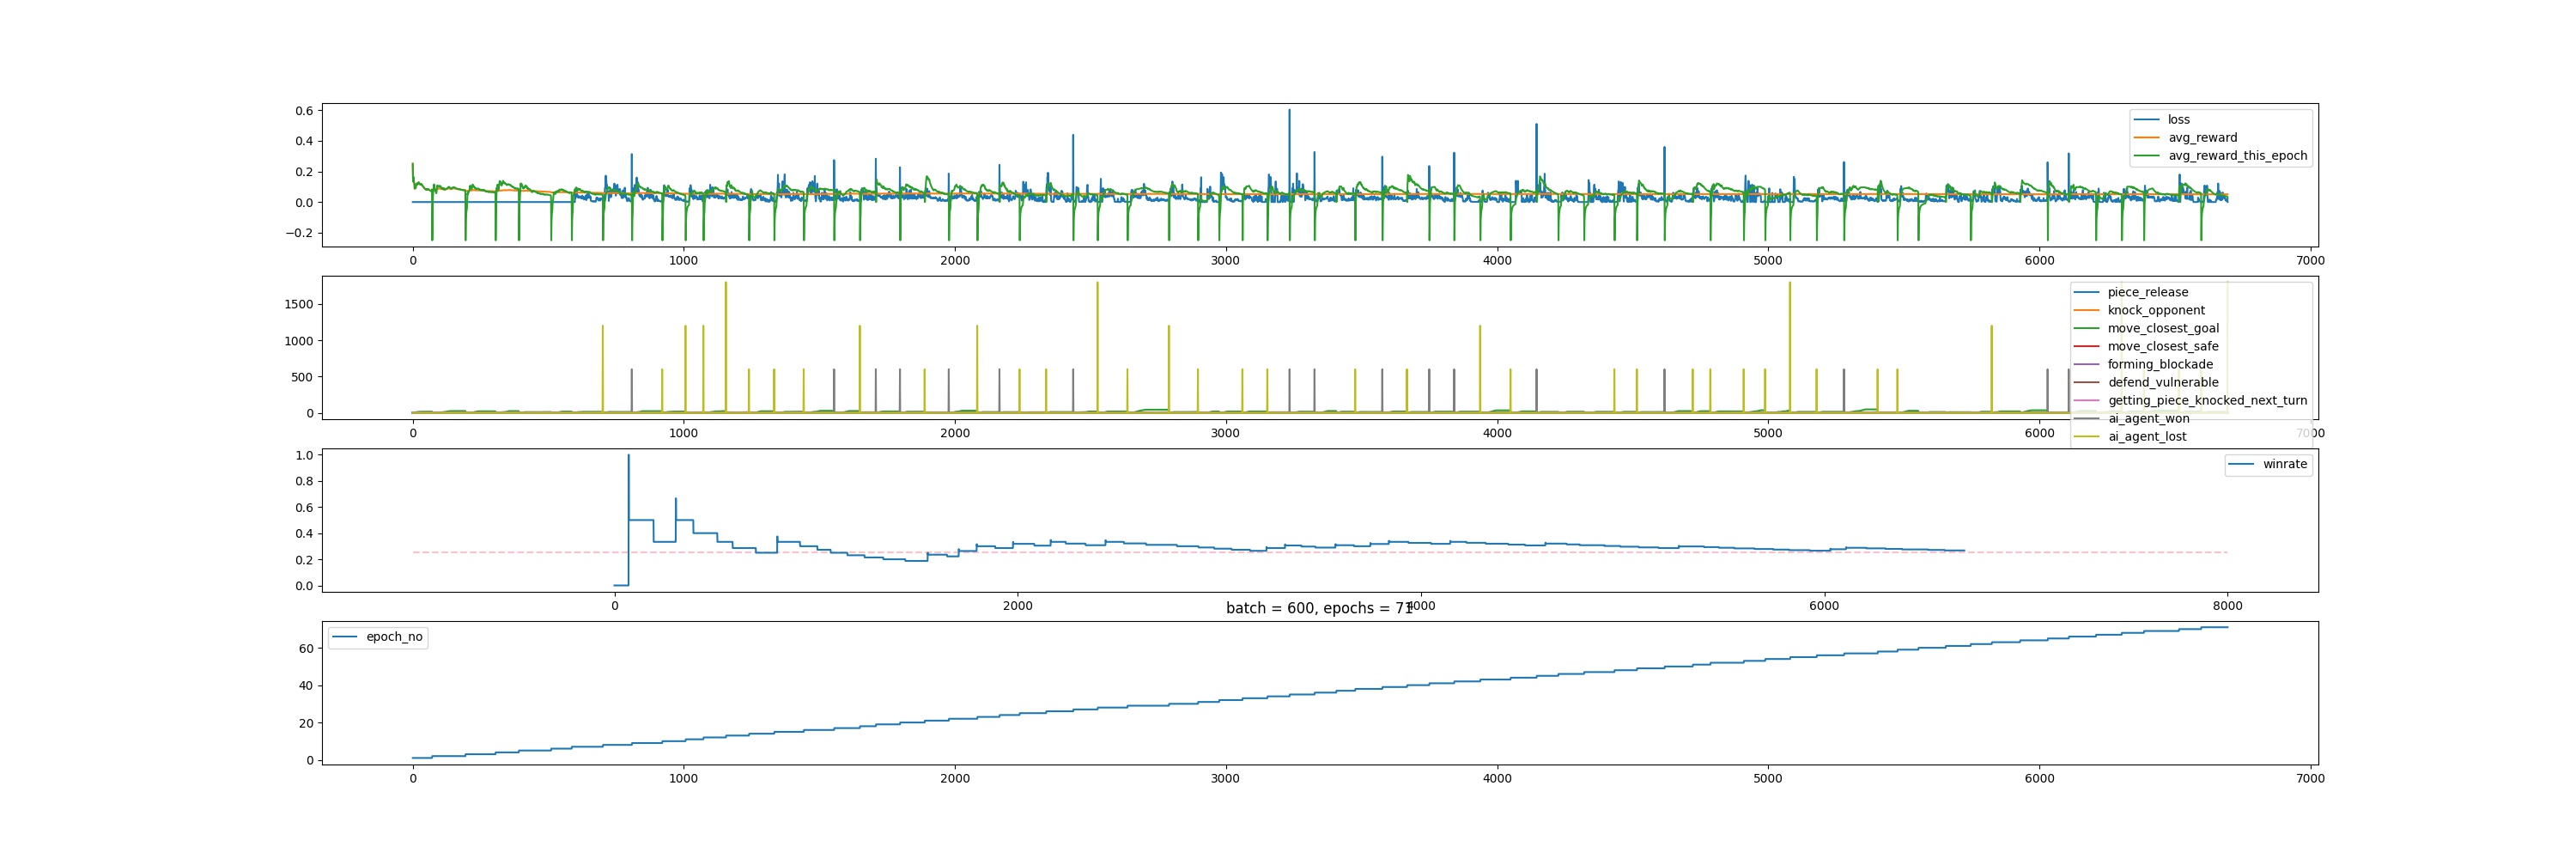 0.6
0.4
0.2
0.0
−0.2
loss
avg_reward
avg_reward_this_epoch
0 1000 2000 3000 4000 5000 6000 7000
1500
1000
500
0
piece_release
knock_opponent
move_closest_goal
move_closest_safe
forming_blockade
defend_vulnerable
getting_piece_knocked_next_turn
ai_agent_won
ai_agent_lost
0 1000 2000 3000 4000 5000 6000 7000
1.0
0.8
0.6
0.4
0.2
0.0
winrate
0 2000 4000 6000 8000
batch = 600, epochs = 71
epoch_no
60
40
20
0
0 1000 2000 3000 4000 5000 6000 7000